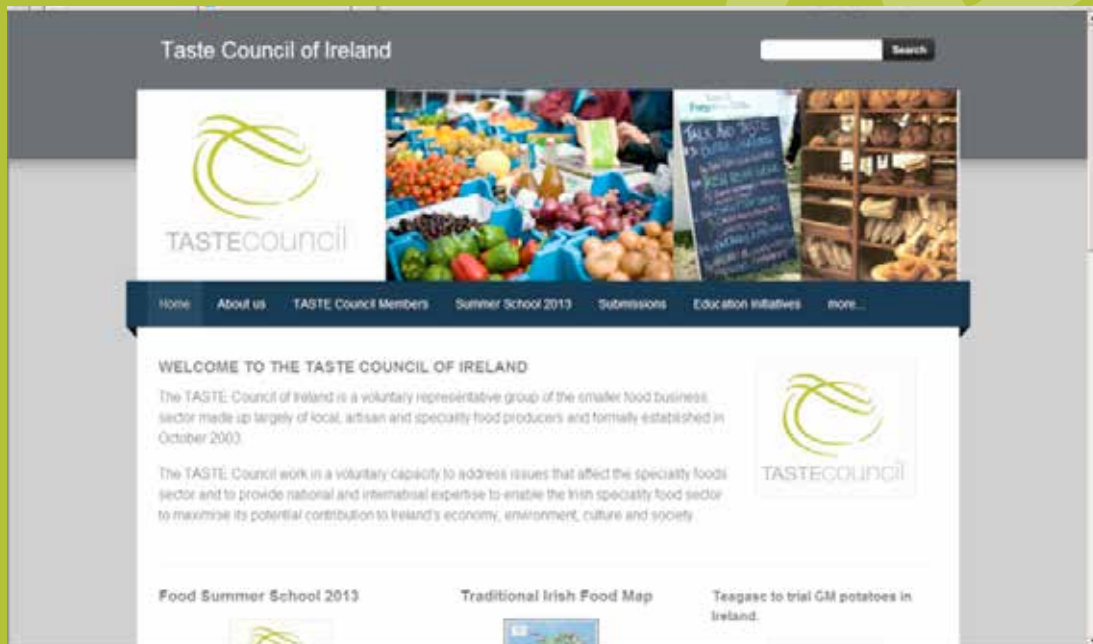 Taste Council of Ireland
Search
TALK AND TASTE
TASTECOUNCIL
Home About us TASTE Council Members Summer School 2013 Submissions Education Initiatives more...
WELCOME TO THE TASTE COUNCIL OF IRELAND
The TASTE Council of Ireland is a voluntary representative group of the smaller food business
sector made up largely of local, artisan and speciality food producers and formally established in
October 2003.
TASTECOUNCIL
The TASTE Council work in a voluntary capacity to address issues that affect the speciality foods
sector and to provide national and international expertise to enable the Irish speciality food sector
to maximise its potential contribution to Ireland's economy, environment, culture and society.
Food Summer School 2013
Traditional Irish Food Map
Teagasc to trial GM potatoes in
Ireland.